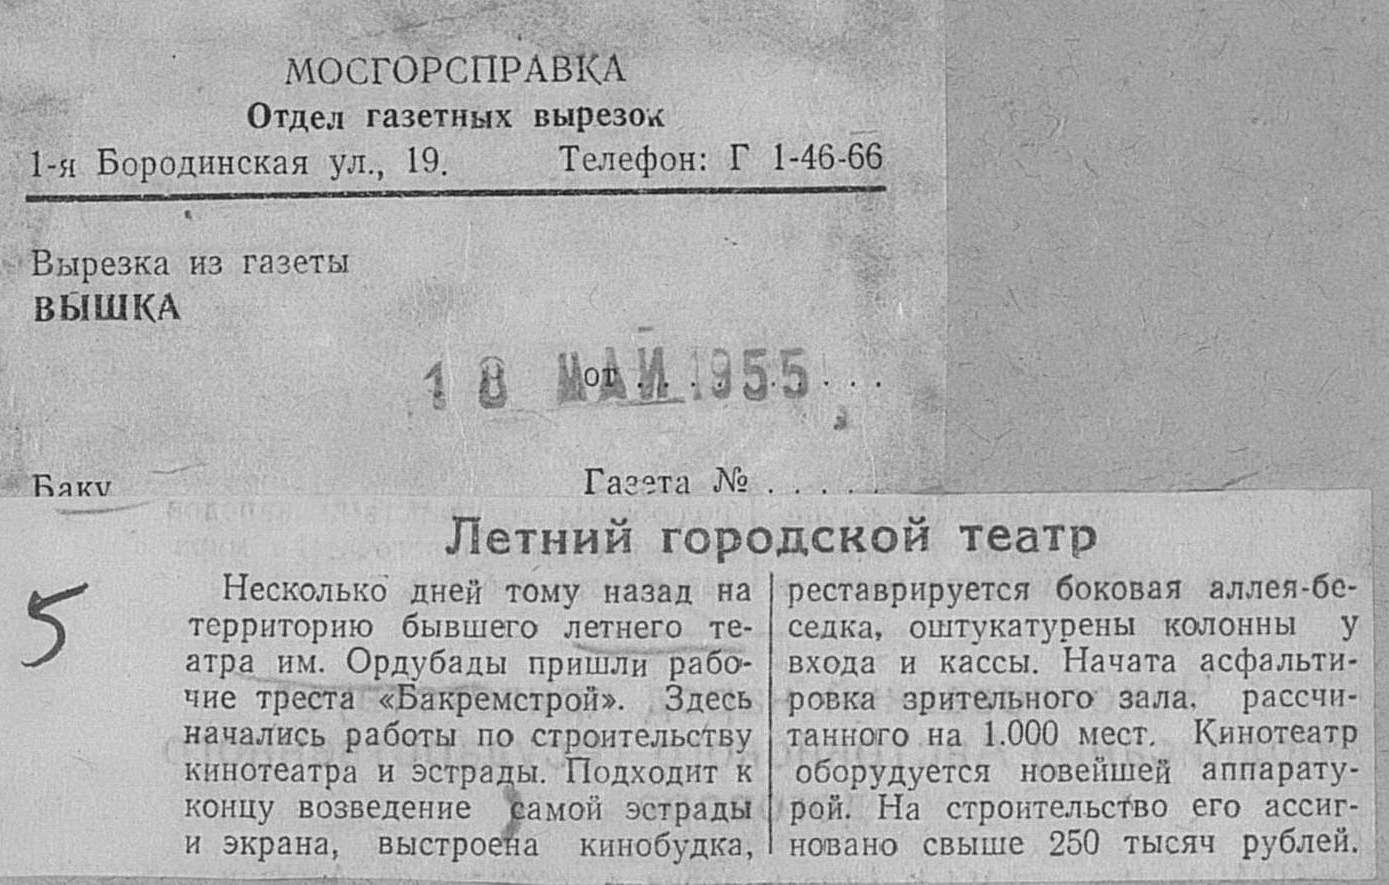 МОСГОРСПРАВКА
Отдел газетных вырезок
1-я Бородинская ул., 19. Телефон: Г 1-46-66
Вырезка из газеты
ВЫШКА
18 МАЙ 1955
от . . . . . . . .
Баку Газета № . . . . .
Летний городской театр
5
Несколько дней тому назад на
территорию бывшего летнего те-
атра им. Ордубады пришли рабо-
чие треста «Бакремстрой». Здесь
начались работы по строительству
кинотеатра и эстрады. Подходит к
концу возведение самой эстрады
и экрана, выстроена кинобудка,
реставрируется боковая аллея-бе-
седка, оштукатурены колонны у
входа и кассы. Начата асфальти-
ровка зрительного зала, рассчи-
танного на 1.000 мест. Кинотеатр
оборудуется новейшей аппарату-
рой. На строительство его ассиг-
новано свыше 250 тысяч рублей.